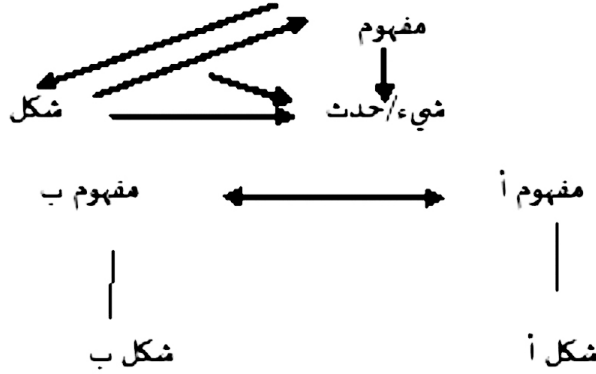 مفهوم
شيء/حدث شكل
مفهوم أ مفهوم ب
شكل أ شكل ب